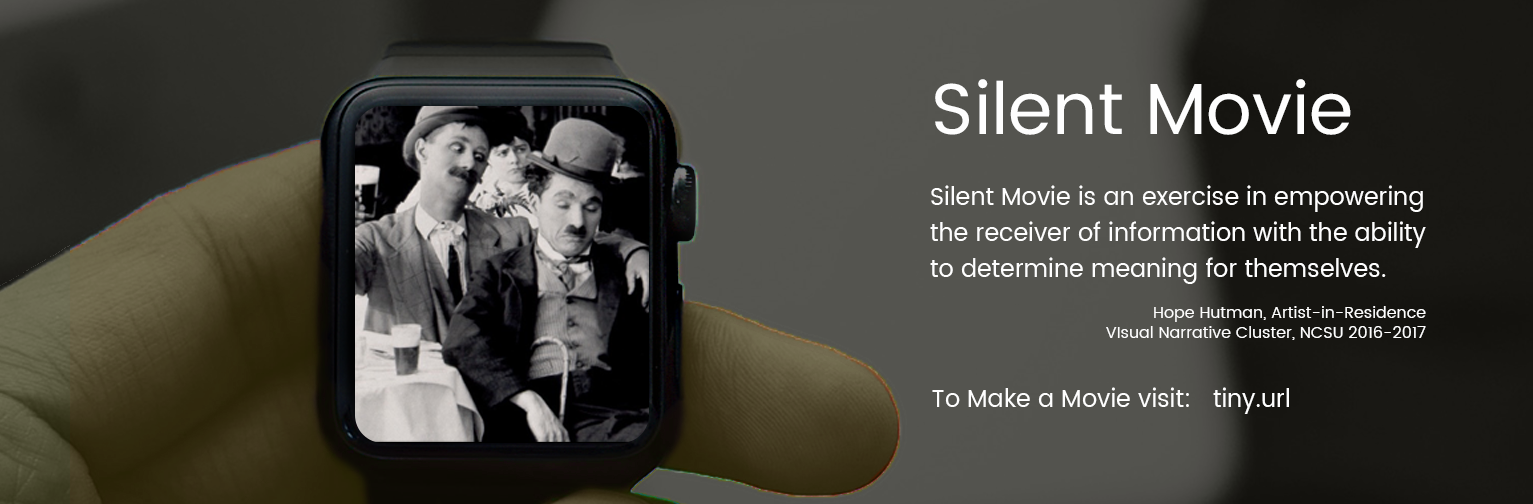 Silent Movie
Silent Movie is an exercise in empowering
the receiver of information with the ability
to determine meaning for themselves.
Hope Hutman, Artist-in-Residence
VIsual Narrative Cluster, NCSU 2016-2017
To Make a Movie visit: tiny.url